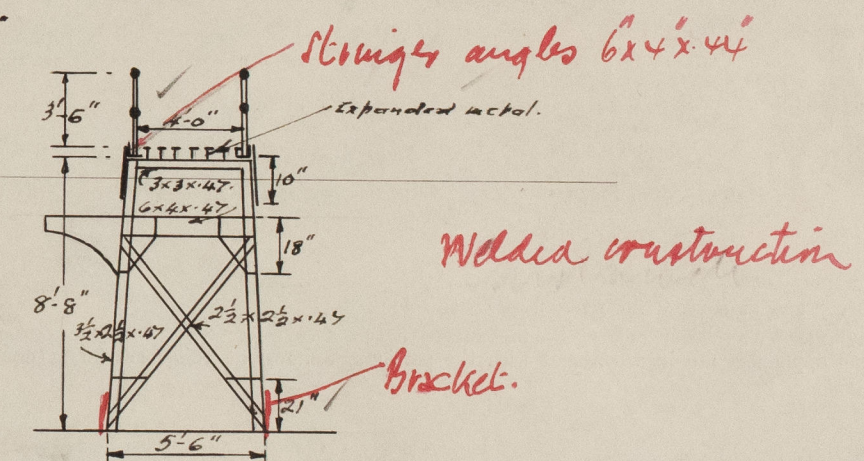 Stringer angles 6"x4"x.44"
3'-6"
4'-0"
Expanded metal.
3x3x.47.
10"
6x4x.47
18"
Welded construction
8'-8"
3½x2½x.47
2½x2½x.47
Bracket.
21"
5'-6"